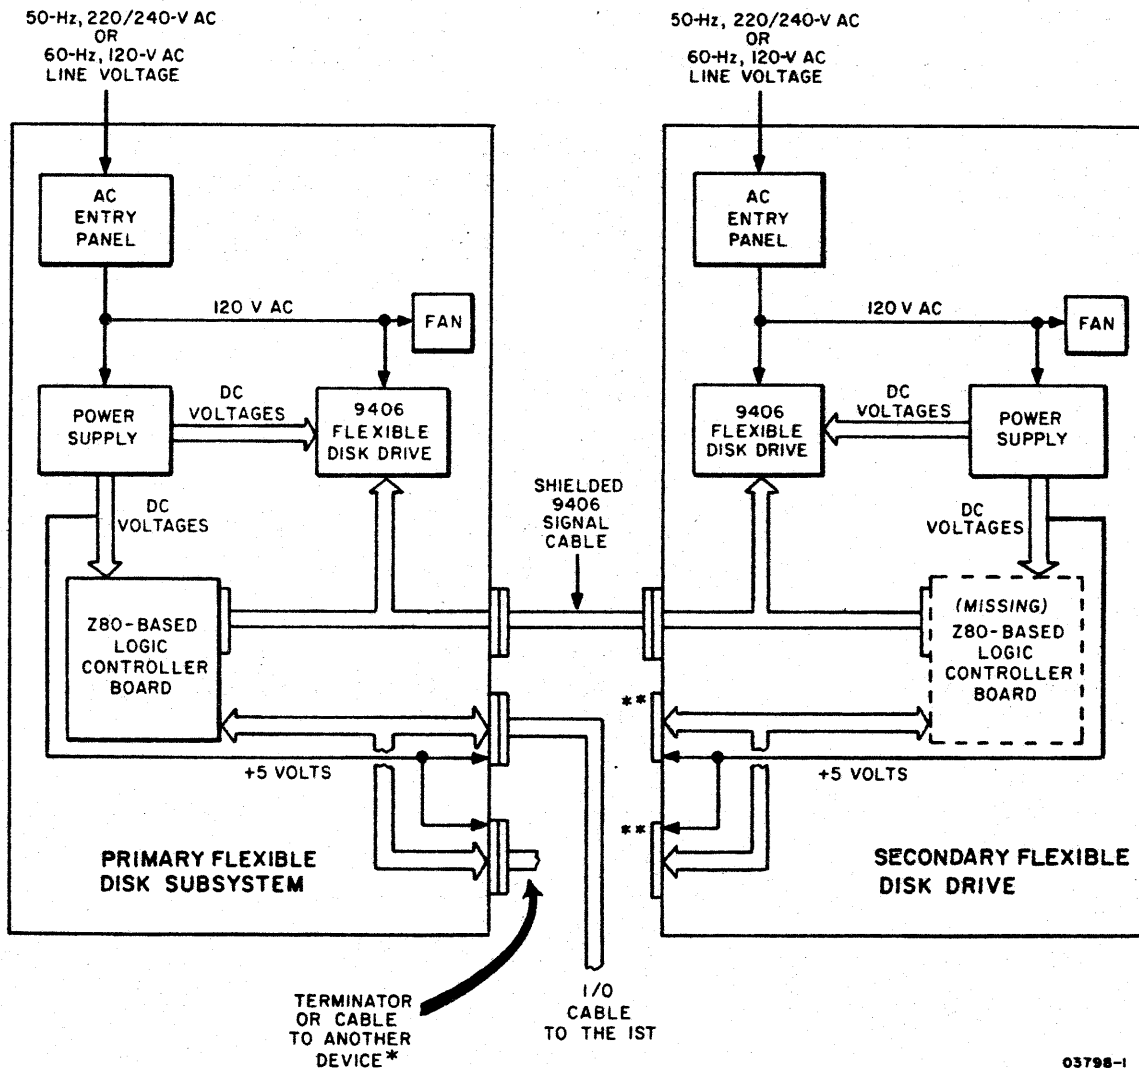 50-Hz, 220/240-V AC
OR
60-Hz, 120-V AC
LINE VOLTAGE
50-Hz, 220/240-V AC
OR
60-Hz, 120-V AC
LINE VOLTAGE
AC
ENTRY
PANEL
120 V AC
FAN
POWER
SUPPLY
DC
VOLTAGES
9406
FLEXIBLE
DISK DRIVE
DC
VOLTAGES
Z80-BASED
LOGIC
CONTROLLER
BOARD
+5 VOLTS
PRIMARY FLEXIBLE
DISK SUBSYSTEM
SHIELDED
9406
SIGNAL
CABLE
AC
ENTRY
PANEL
120 V AC
FAN
9406
FLEXIBLE
DISK DRIVE
DC
VOLTAGES
POWER
SUPPLY
DC
VOLTAGES
(MISSING)
Z80-BASED
LOGIC
CONTROLLER
BOARD
**
+5 VOLTS
**
SECONDARY FLEXIBLE
DISK DRIVE
TERMINATOR
OR CABLE
TO ANOTHER
DEVICE*
I/O
CABLE
TO THE IST
03798-1